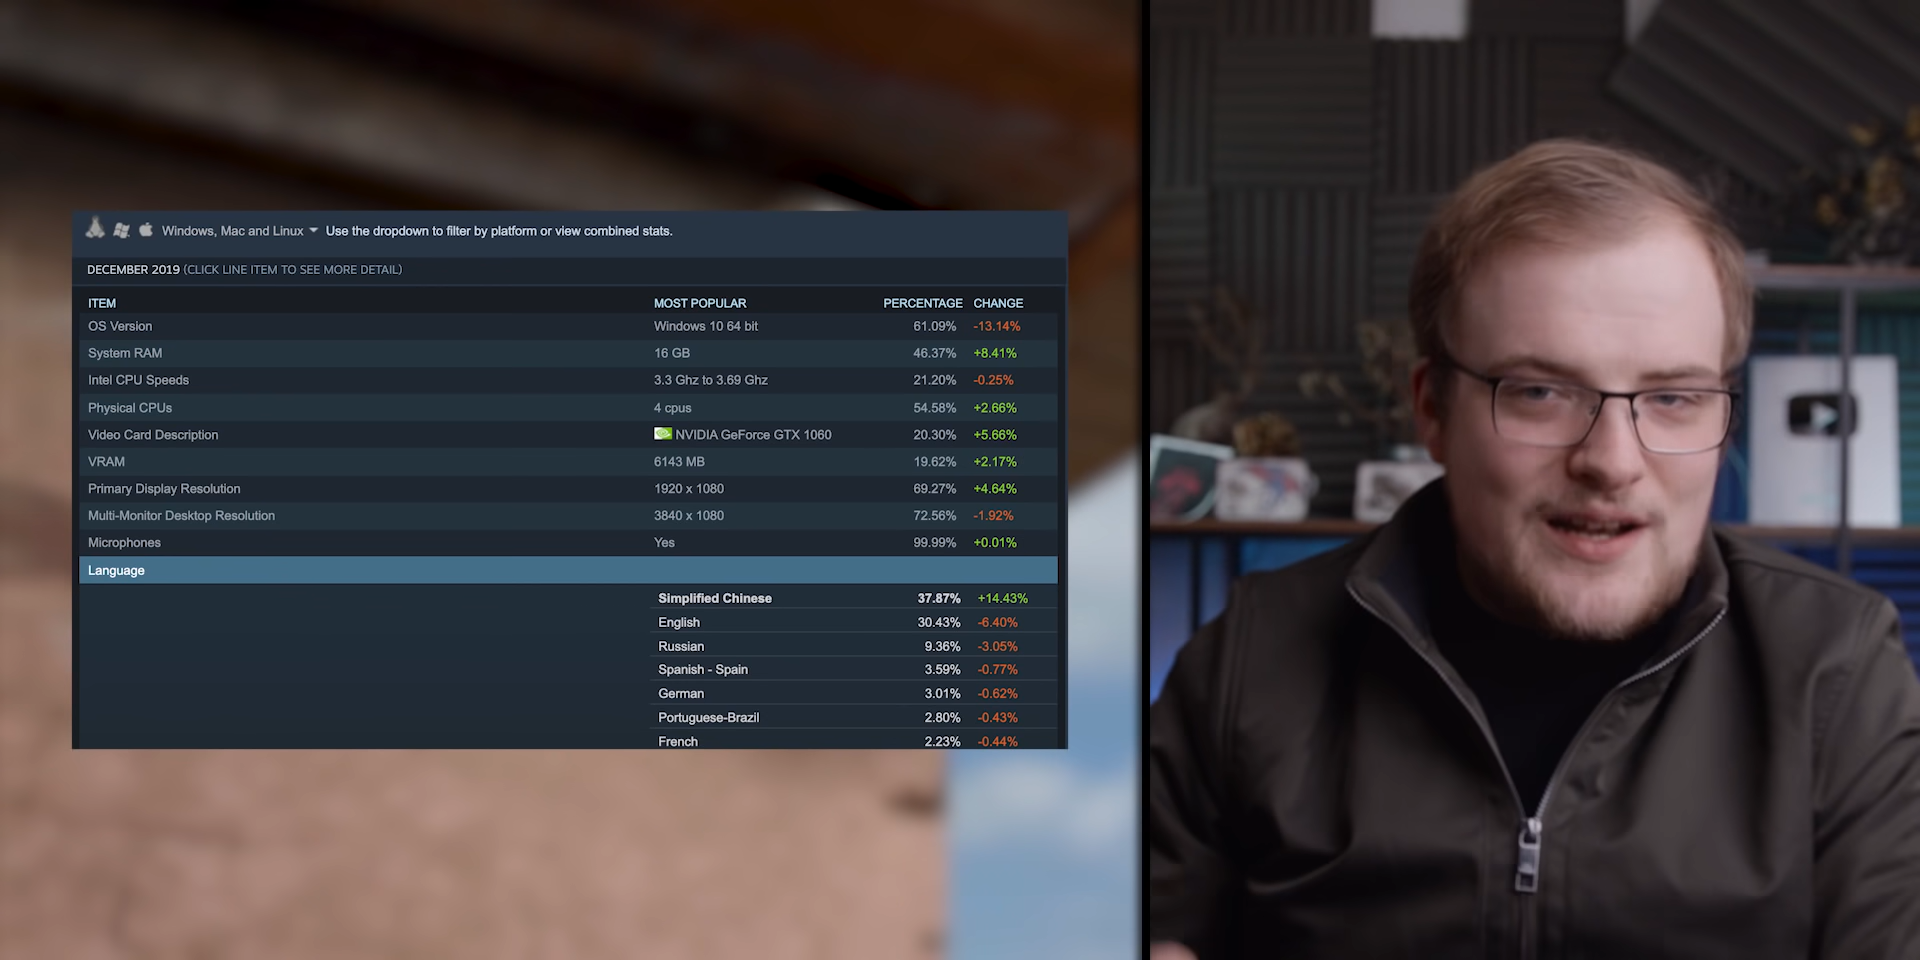 Windows, Mac and Linux Use the dropdown to filter by platform or view combined stats.
DECEMBER 2019 (CLICK LINE ITEM TO SEE MORE DETAIL)
ITEM MOST POPULAR PERCENTAGE CHANGE
OS Version Windows 10 64 bit 61.09% -13.14%
System RAM 16 GB 46.37% +8.41%
Intel CPU Speeds 3.3 Ghz to 3.69 Ghz 21.20% -0.25%
Physical CPUs 4 cpus 54.58% +2.66%
Video Card Description NVIDIA GeForce GTX 1060 20.30% +5.66%
VRAM 6143 MB 19.62% +2.17%
Primary Display Resolution 1920 x 1080 69.27% +4.64%
Multi-Monitor Desktop Resolution 3840 x 1080 72.56% -1.92%
Microphones Yes 99.99% +0.01%
Language
Simplified Chinese 37.87% +14.43%
English 30.43% -6.40%
Russian 9.36% -3.05%
Spanish - Spain 3.59% -0.77%
German 3.01% -0.62%
Portuguese-Brazil 2.80% -0.43%
French 2.23% -0.44%